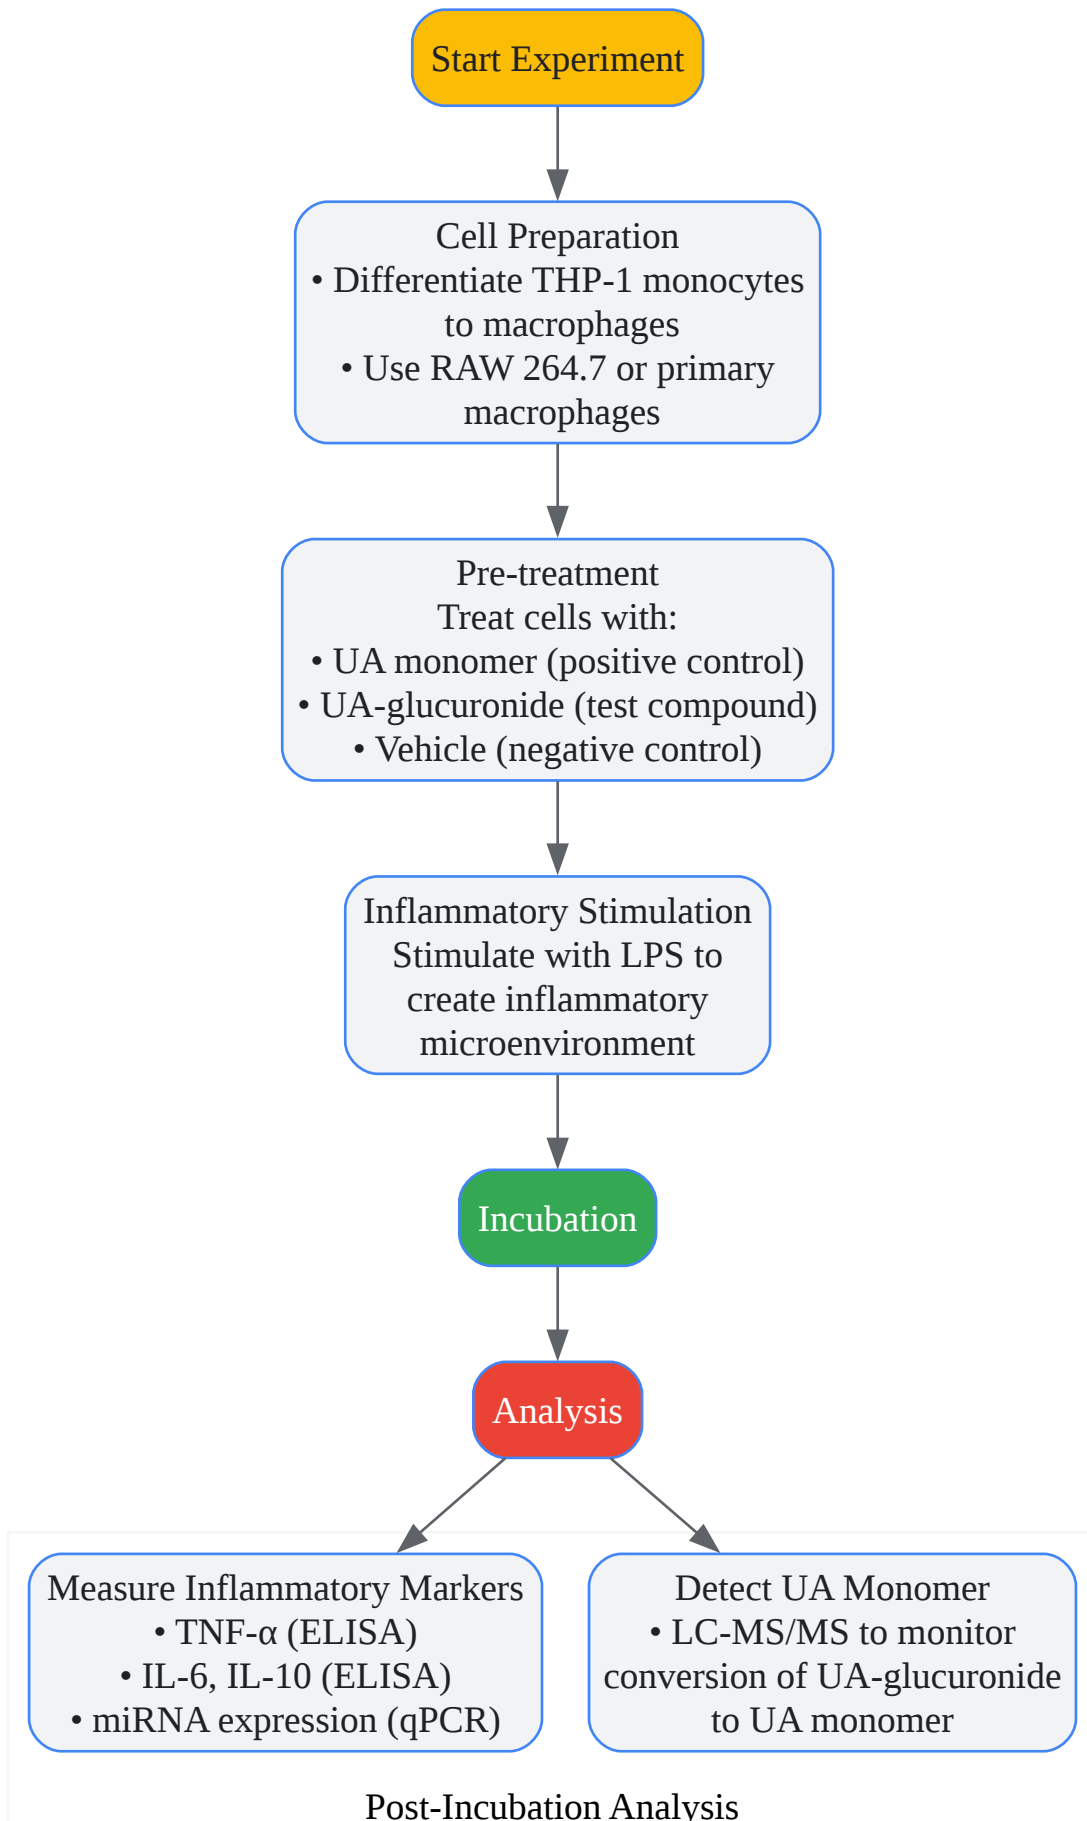 Start Experiment
Cell Preparation
• Differentiate THP-1 monocytes
to macrophages
• Use RAW 264.7 or primary
macrophages
Pre-treatment
Treat cells with:
• UA monomer (positive control)
• UA-glucuronide (test compound)
• Vehicle (negative control)
Inflammatory Stimulation
Stimulate with LPS to
create inflammatory
microenvironment
Incubation
Analysis
Measure Inflammatory Markers
• TNF-α (ELISA)
• IL-6, IL-10 (ELISA)
• miRNA expression (qPCR)
Detect UA Monomer
• LC-MS/MS to monitor
conversion of UA-glucuronide
to UA monomer
Post-Incubation Analysis